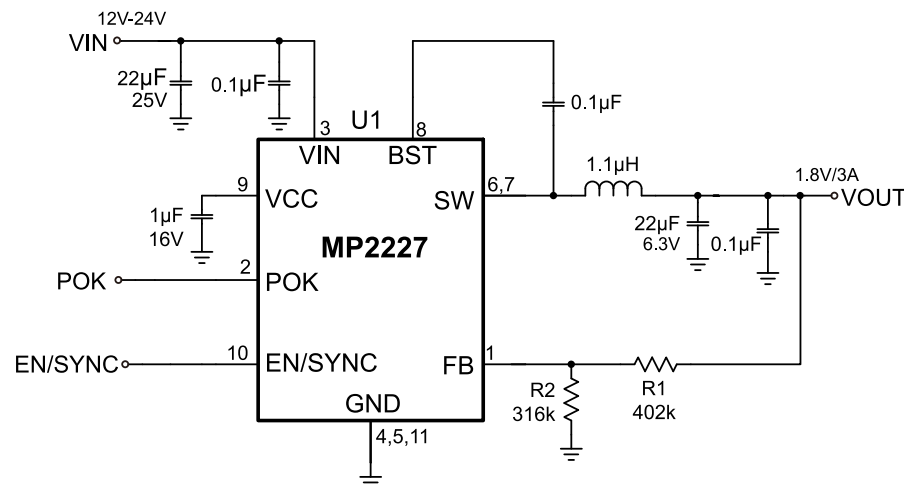 12V-24V
VIN
22µF
25V
0.1µF
U1
3
8
VIN
BST
0.1µF
9
VCC
1µF
16V
6,7
SW
1.1µH
1.8V/3A
VOUT
22µF
6.3V
0.1µF
MP2227
POK
2
POK
EN/SYNC
10
EN/SYNC
FB
1
R2
316k
R1
402k
GND
4,5,11